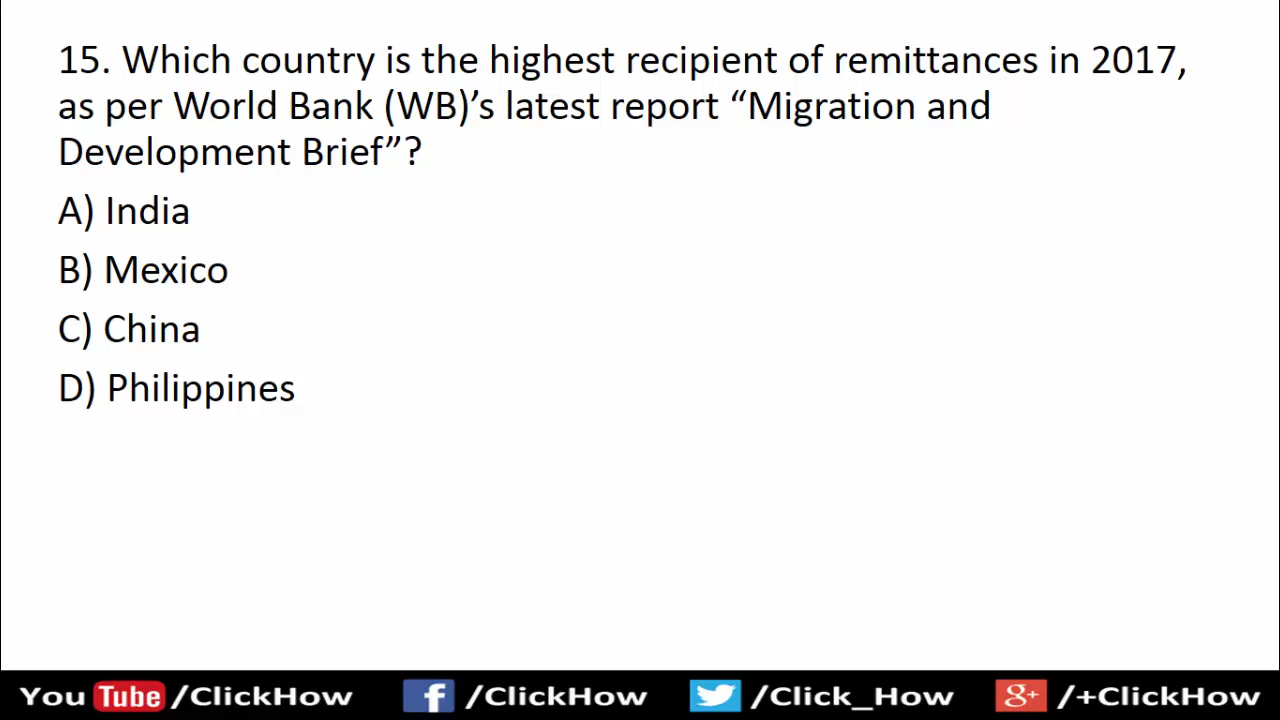 15. Which country is the highest recipient of remittances in 2017,
as per World Bank (WB)’s latest report “Migration and
Development Brief”?
A) India
B) Mexico
C) China
D) Philippines
You Tube /ClickHow f /ClickHow /Click_How g+ /+ClickHow